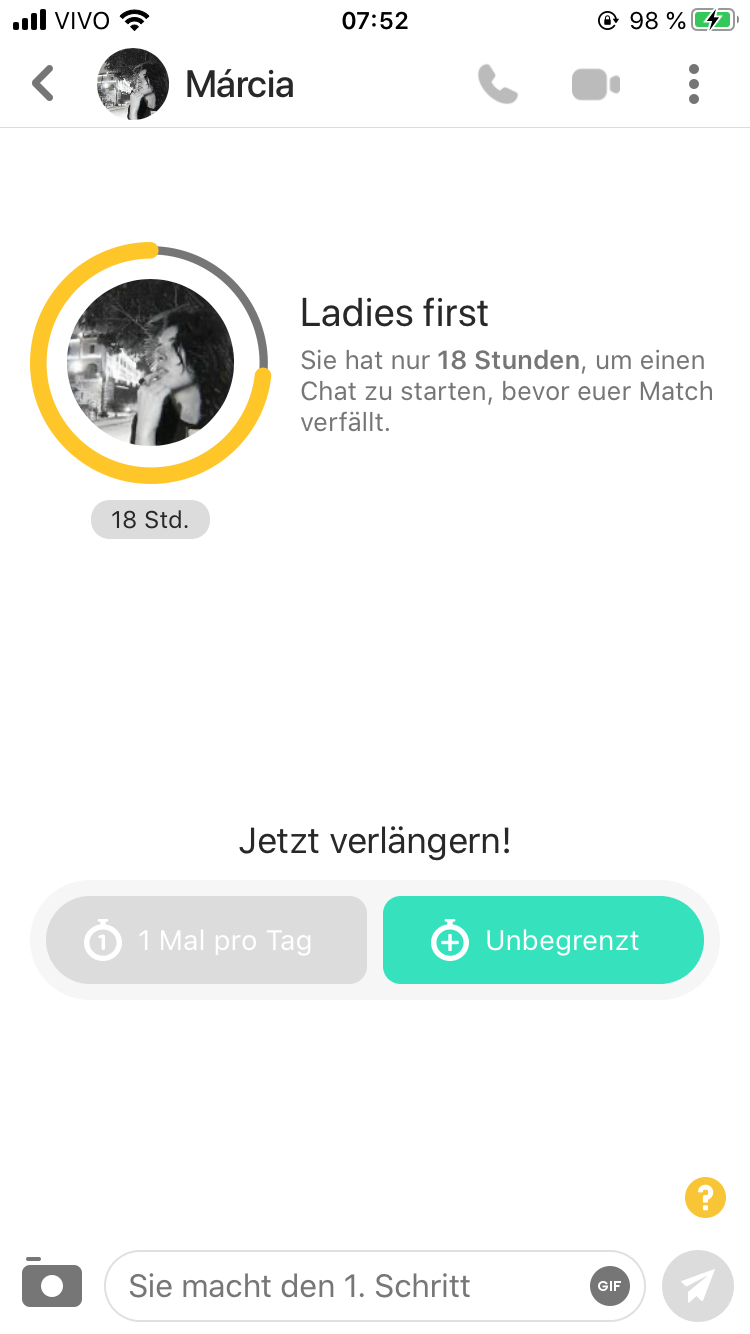 VIVO 07:52 98 %
Márcia
Ladies first
Sie hat nur 18 Stunden, um einen
Chat zu starten, bevor euer Match
verfällt.
18 Std.
Jetzt verlängern!
1 1 Mal pro Tag
Unbegrenzt
?
Sie macht den 1. Schritt GIF